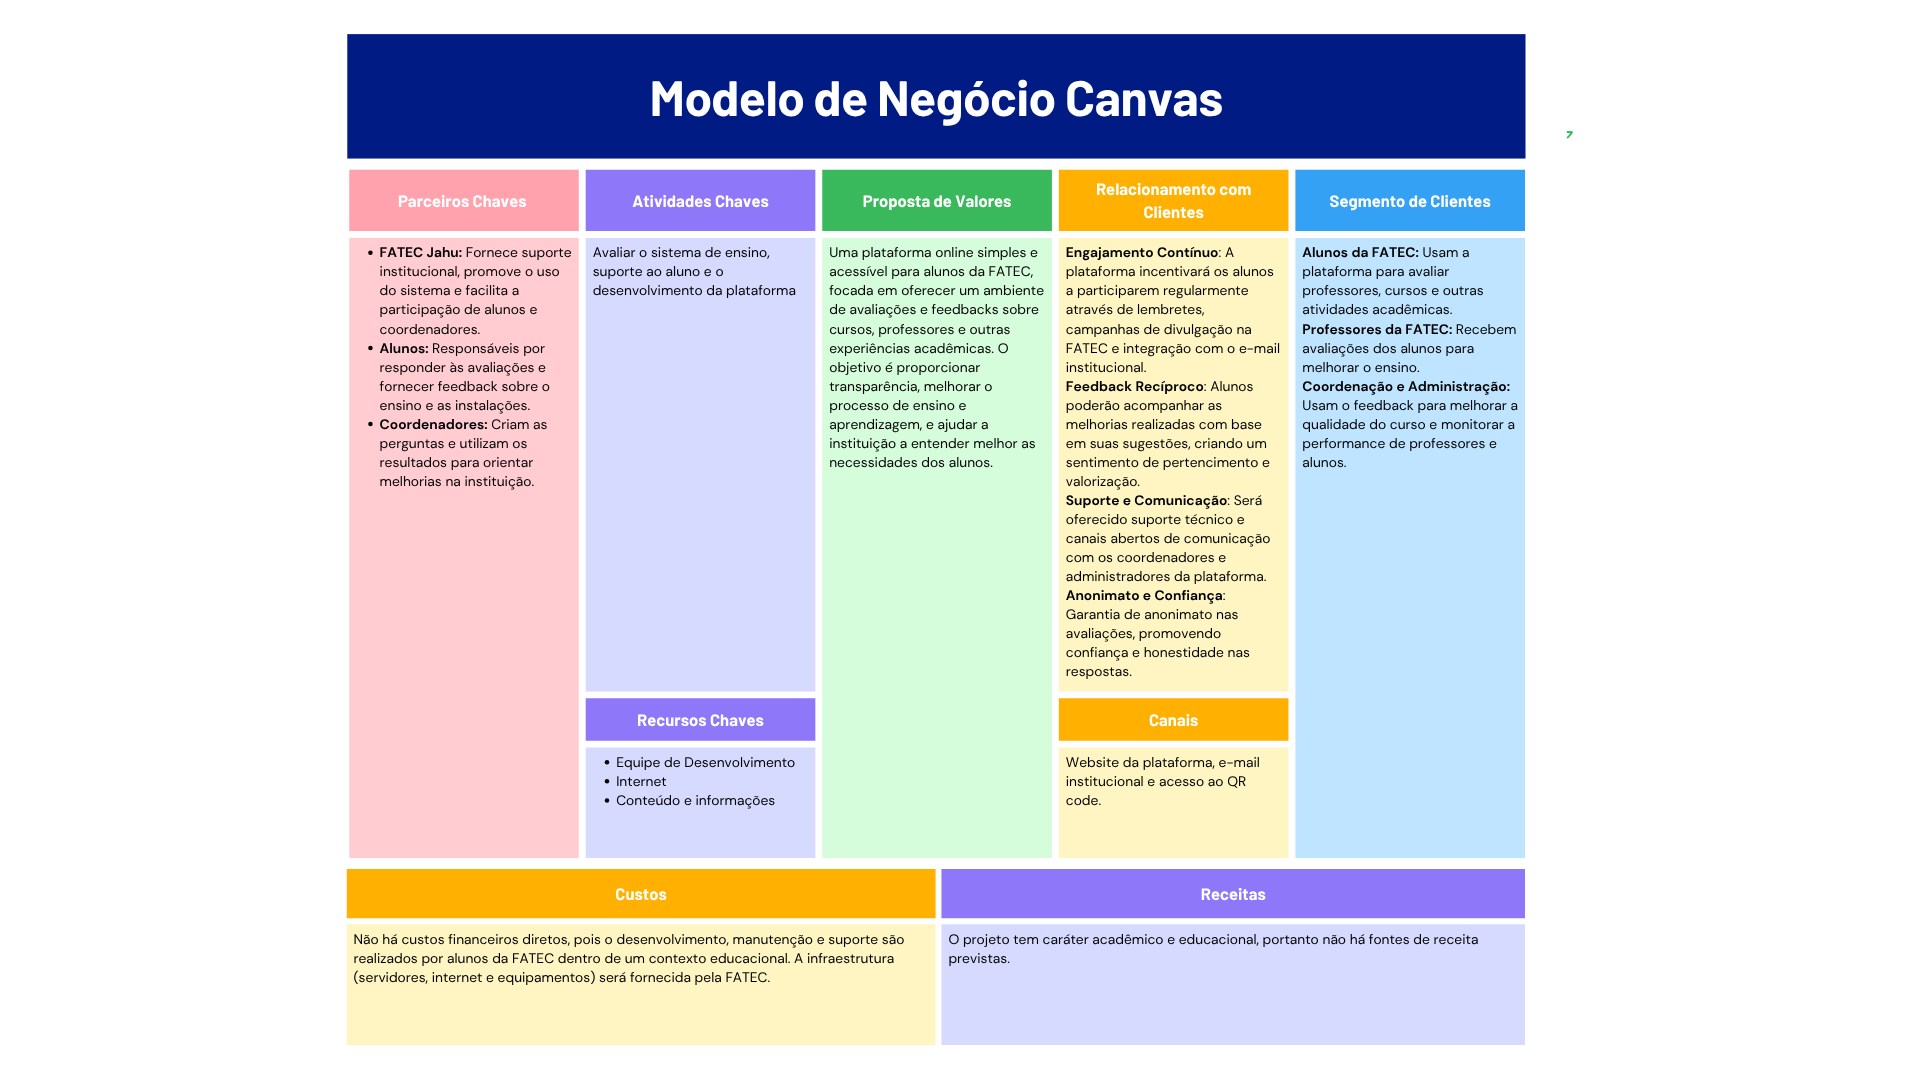 Modelo de Negócio Canvas
Parceiros Chaves
• FATEC Jahu: Fornece suporte
institucional, promove o uso
do sistema e facilita a
participação de alunos e
coordenadores.
• Alunos: Responsáveis por
responder às avaliações e
fornecer feedback sobre o
ensino e as instalações.
• Coordenadores: Criam as
perguntas e utilizam os
resultados para orientar
melhorias na instituição.
Atividades Chaves
Avaliar o sistema de ensino,
suporte ao aluno e o
desenvolvimento da plataforma
Recursos Chaves
• Equipe de Desenvolvimento
• Internet
• Conteúdo e informações
Proposta de Valores
Uma plataforma online simples e
acessível para alunos da FATEC,
focada em oferecer um ambiente
de avaliações e feedbacks sobre
cursos, professores e outras
experiências acadêmicas. O
objetivo é proporcionar
transparência, melhorar o
processo de ensino e
aprendizagem, e ajudar a
instituição a entender melhor as
necessidades dos alunos.
Relacionamento com
Clientes
Engajamento Contínuo: A
plataforma incentivará os alunos
a participarem regularmente
através de lembretes,
campanhas de divulgação na
FATEC e integração com o e-mail
institucional.
Feedback Recíproco: Alunos
poderão acompanhar as
melhorias realizadas com base
em suas sugestões, criando um
sentimento de pertencimento e
valorização.
Suporte e Comunicação: Será
oferecido suporte técnico e
canais abertos de comunicação
com os coordenadores e
administradores da plataforma.
Anonimato e Confiança:
Garantia de anonimato nas
avaliações, promovendo
confiança e honestidade nas
respostas.
Canais
Website da plataforma, e-mail
institucional e acesso ao QR
code.
Segmento de Clientes
Alunos da FATEC: Usam a
plataforma para avaliar
professores, cursos e outras
atividades acadêmicas.
Professores da FATEC: Recebem
avaliações dos alunos para
melhorar o ensino.
Coordenação e Administração:
Usam o feedback para melhorar a
qualidade do curso e monitorar a
performance de professores e
alunos.
Custos
Não há custos financeiros diretos, pois o desenvolvimento, manutenção e suporte são
realizados por alunos da FATEC dentro de um contexto educacional. A infraestrutura
(servidores, internet e equipamentos) será fornecida pela FATEC.
Receitas
O projeto tem caráter acadêmico e educacional, portanto não há fontes de receita
previstas.